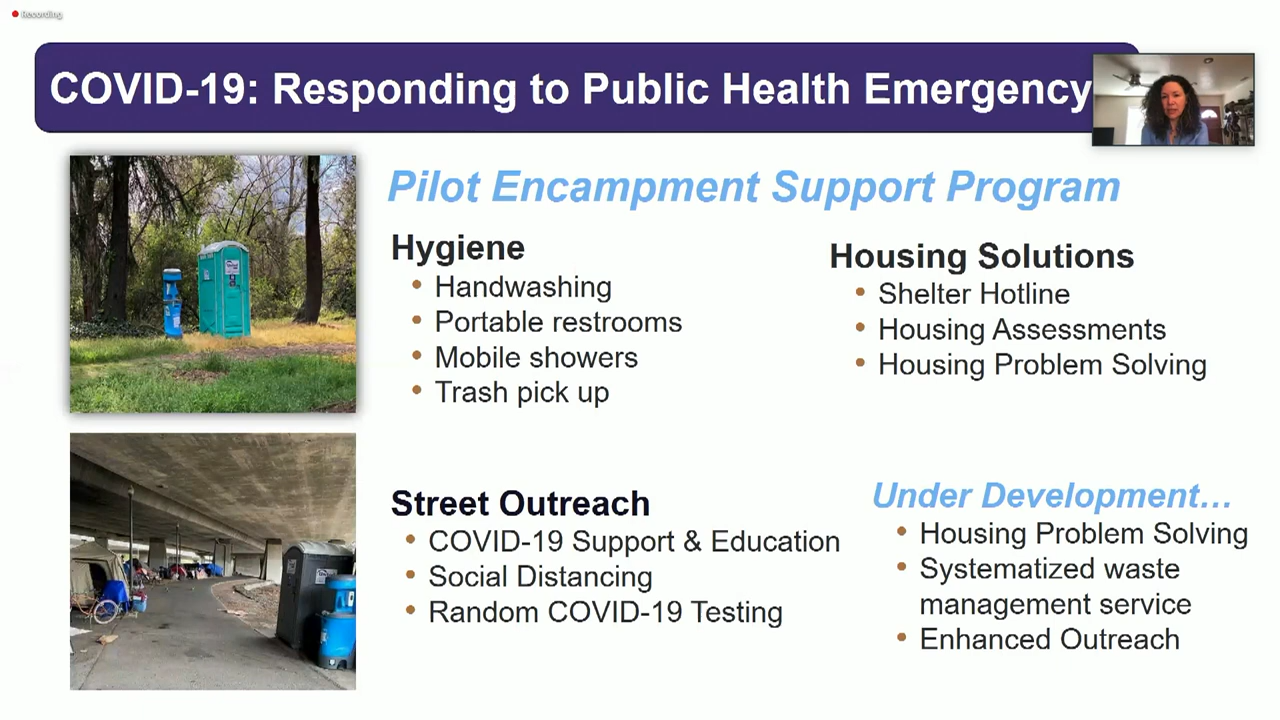 Recording
COVID-19: Responding to Public Health Emergency
Pilot Encampment Support Program
Hygiene
• Handwashing
• Portable restrooms
• Mobile showers
• Trash pick up
Housing Solutions
• Shelter Hotline
• Housing Assessments
• Housing Problem Solving
Street Outreach
• COVID-19 Support & Education
• Social Distancing
• Random COVID-19 Testing
Under Development…
• Housing Problem Solving
• Systematized waste
management service
• Enhanced Outreach